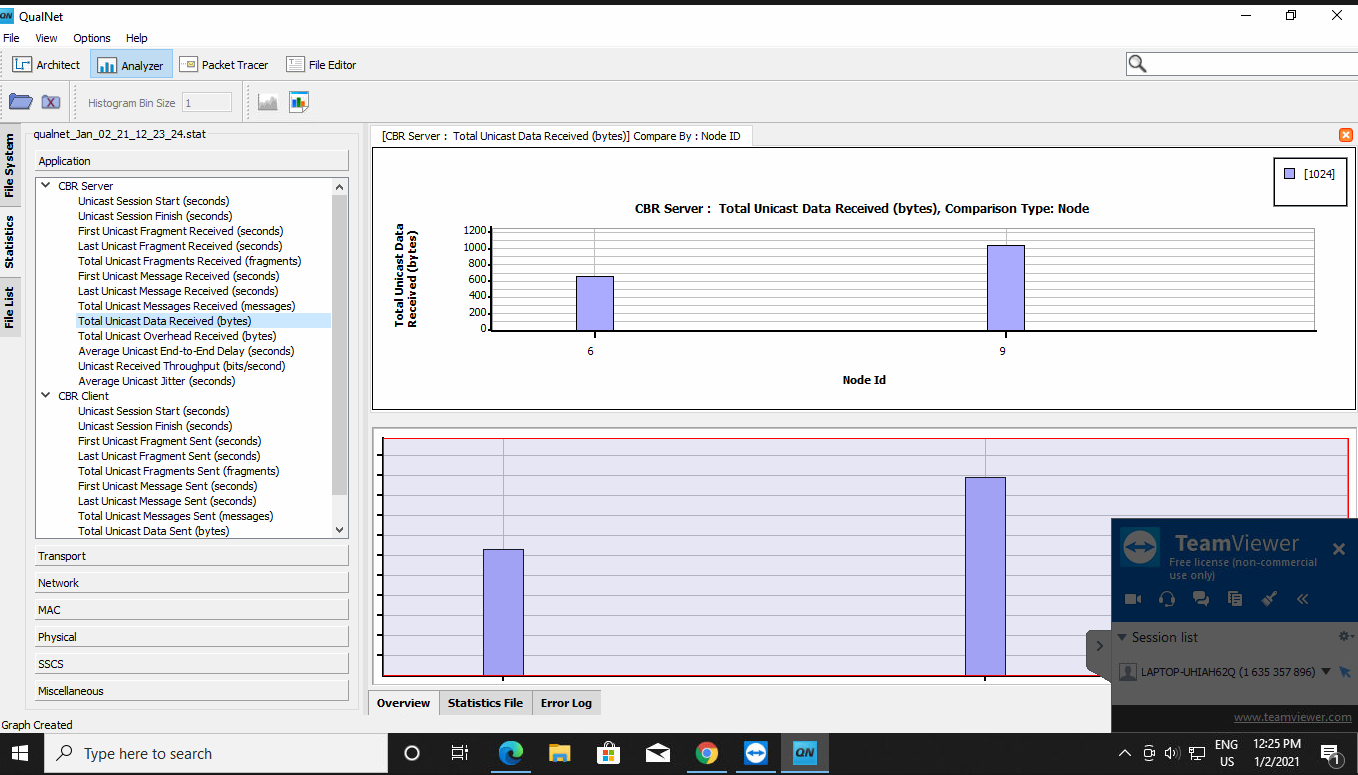 QN QualNet
File View Options Help
Architect Analyzer Packet Tracer File Editor
Histogram Bin Size 1
File System
Statistics
File List
qualnet_Jan_02_21_12_23_24.stat
Application
CBR Server
Unicast Session Start (seconds)
Unicast Session Finish (seconds)
First Unicast Fragment Received (seconds)
Last Unicast Fragment Received (seconds)
Total Unicast Fragments Received (fragments)
First Unicast Message Received (seconds)
Last Unicast Message Received (seconds)
Total Unicast Messages Received (messages)
Total Unicast Data Received (bytes)
Total Unicast Overhead Received (bytes)
Average Unicast End-to-End Delay (seconds)
Unicast Received Throughput (bits/second)
Average Unicast Jitter (seconds)
CBR Client
Unicast Session Start (seconds)
Unicast Session Finish (seconds)
First Unicast Fragment Sent (seconds)
Last Unicast Fragment Sent (seconds)
Total Unicast Fragments Sent (fragments)
First Unicast Message Sent (seconds)
Last Unicast Message Sent (seconds)
Total Unicast Messages Sent (messages)
Total Unicast Data Sent (bytes)
Transport
Network
MAC
Physical
SSCS
Miscellaneous
Graph Created
[CBR Server : Total Unicast Data Received (bytes)] Compare By : Node ID
[1024]
CBR Server : Total Unicast Data Received (bytes), Comparison Type: Node
Total Unicast Data
Received (bytes)
1200
1000
800
600
400
200
0
6 9
Node Id
TeamViewer
Free license (non-commercial
use only)
Session list
LAPTOP-UHIAH62Q (1 635 357 896)
www.teamviewer.com
Overview Statistics File Error Log
Type here to search
QN
ENG
US
12:25 PM
1/2/2021
1